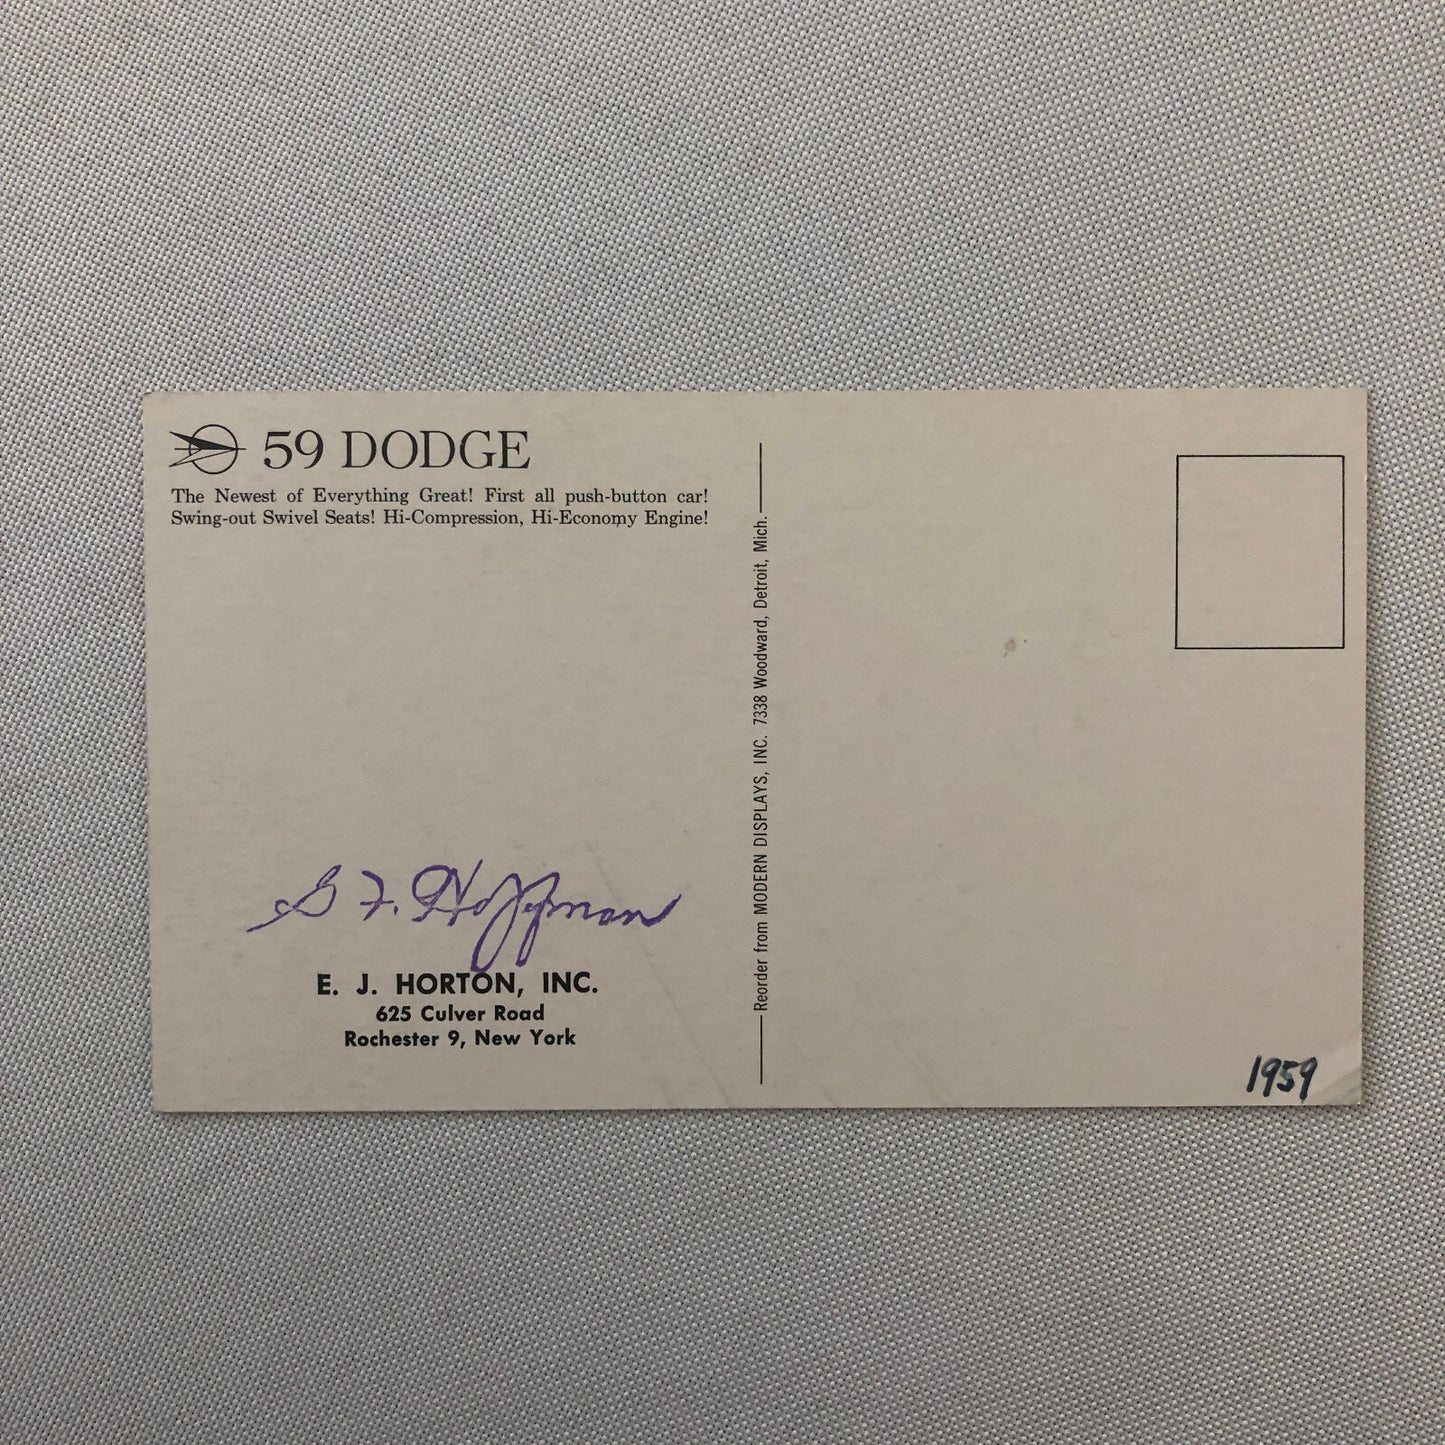 59 DODGE
The Newest of Everything Great! First all push-button car!
Swing-out Swivel Seats! Hi-Compression, Hi-Economy Engine!
F. Hoffman
E. J. HORTON, INC.
625 Culver Road
Rochester 9, New York
Reorder from MODERN DISPLAYS, INC. 7338 Woodward, Detroit, Mich.
1959